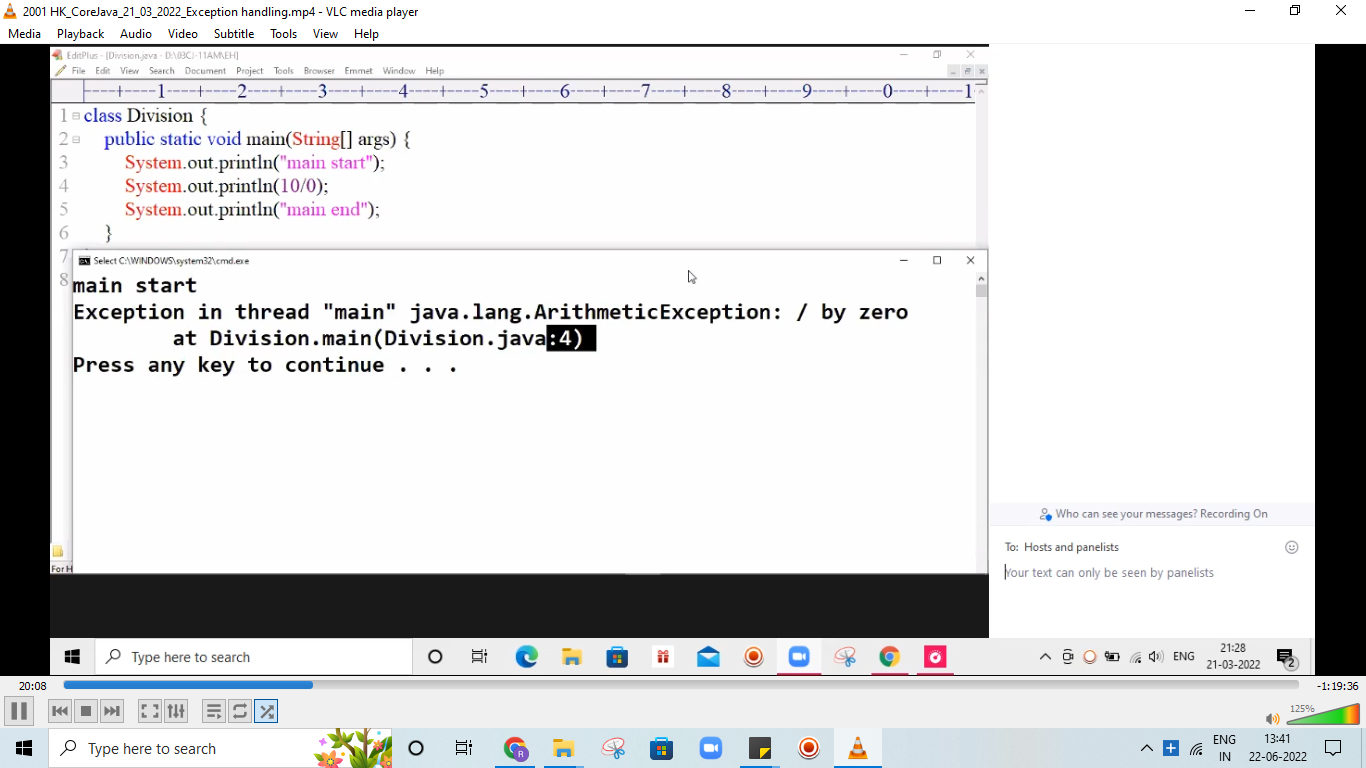 2001 HK_CoreJava_21_03_2022_Exception handling.mp4 - VLC media player
Media Playback Audio Video Subtitle Tools View Help
EditPlus - [Division.java - D:\03CJ-11AM\EH]
File Edit View Search Document Project Tools Browser Emmet Window Help
----+----1----+----2----+----3----+----4----+----5----+----6----+----7----+----8----+----9----+----0----+----1
1 class Division {
2 public static void main(String[] args) {
3 System.out.println("main start");
4 System.out.println(10/0);
5 System.out.println("main end");
6 }
7
8
Select C:\WINDOWS\system32\cmd.exe
main start
Exception in thread "main" java.lang.ArithmeticException: / by zero
at Division.main(Division.java:4)
Press any key to continue . . .
For H
Who can see your messages? Recording On
To: Hosts and panelists
Your text can only be seen by panelists
Type here to search
ENG
21:28
21-03-2022
2
20:08
-1:19:36
125%
Type here to search
R
ENG
IN
13:41
22-06-2022